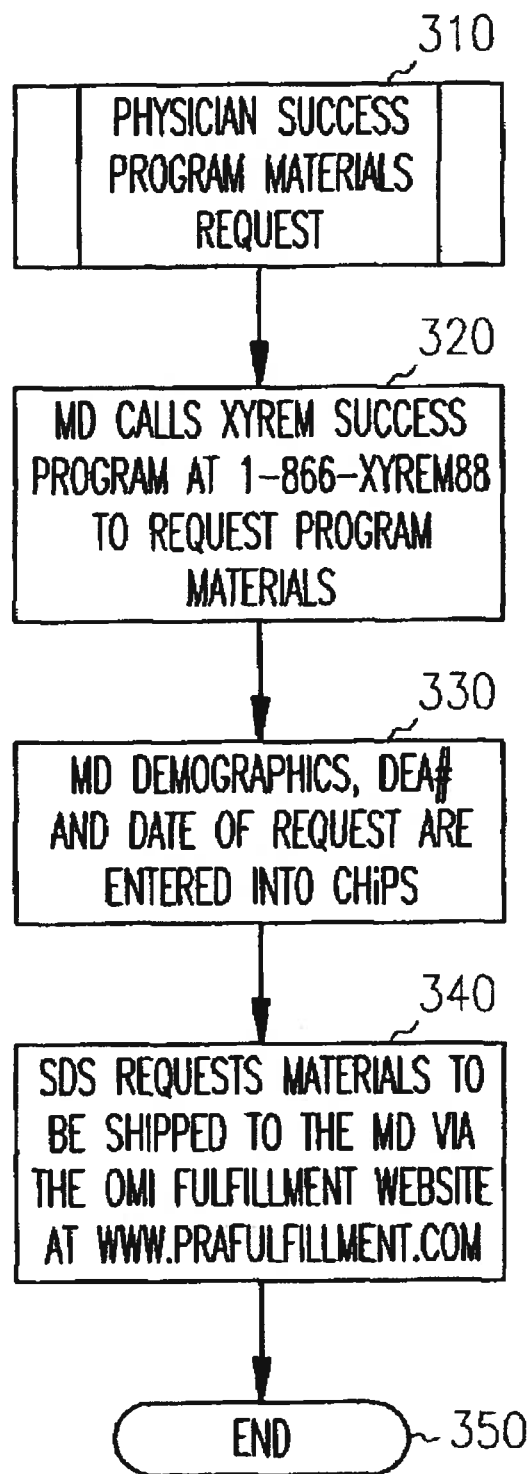 310
PHYSICIAN SUCCESS
PROGRAM MATERIALS
REQUEST
320
MD CALLS XYREM SUCCESS
PROGRAM AT 1-866-XYREM88
TO REQUEST PROGRAM
MATERIALS
330
MD DEMOGRAPHICS, DEA#
AND DATE OF REQUEST ARE
ENTERED INTO CHiPS
340
SDS REQUESTS MATERIALS TO
BE SHIPPED TO THE MD VIA
THE OMI FULFILLMENT WEBSITE
AT WWW.PRAFULFILLMENT.COM
END
350